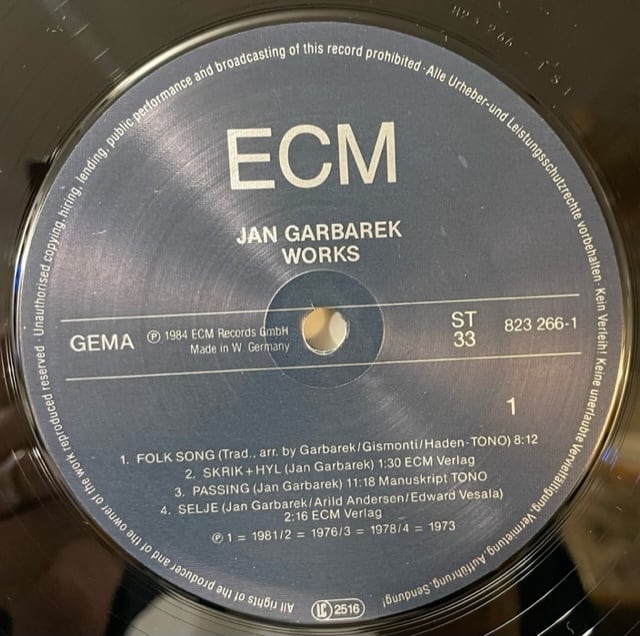 ECM
JAN GARBAREK
WORKS
GEMA
℗ 1984 ECM Records GmbH
Made in W. Germany
ST
33
823 266-1
1
1. FOLK SONG (Trad., arr. by Garbarek/Gismonti/Haden-TONO) 8:12
2. SKRIK+HYL (Jan Garbarek) 1:30 ECM Verlag
3. PASSING (Jan Garbarek) 11:18 Manuskript TONO
4. SELJE (Jan Garbarek/Arild Andersen/Edward Vesala)
2:16 ECM Verlag
℗ 1 = 1981/2 = 1976/3 = 1978/4 = 1973
All rights of the producer and of the owner of the work reproduced reserved · Unauthorised copying, hiring, lending, public performance and broadcasting of this record prohibited · Alle Urheber- und Leistungsschutzrechte vorbehalten · Kein Verleih! Keine unerlaubte Vervielfältigung, Vermietung, Aufführung, Sendung!
LC 2516